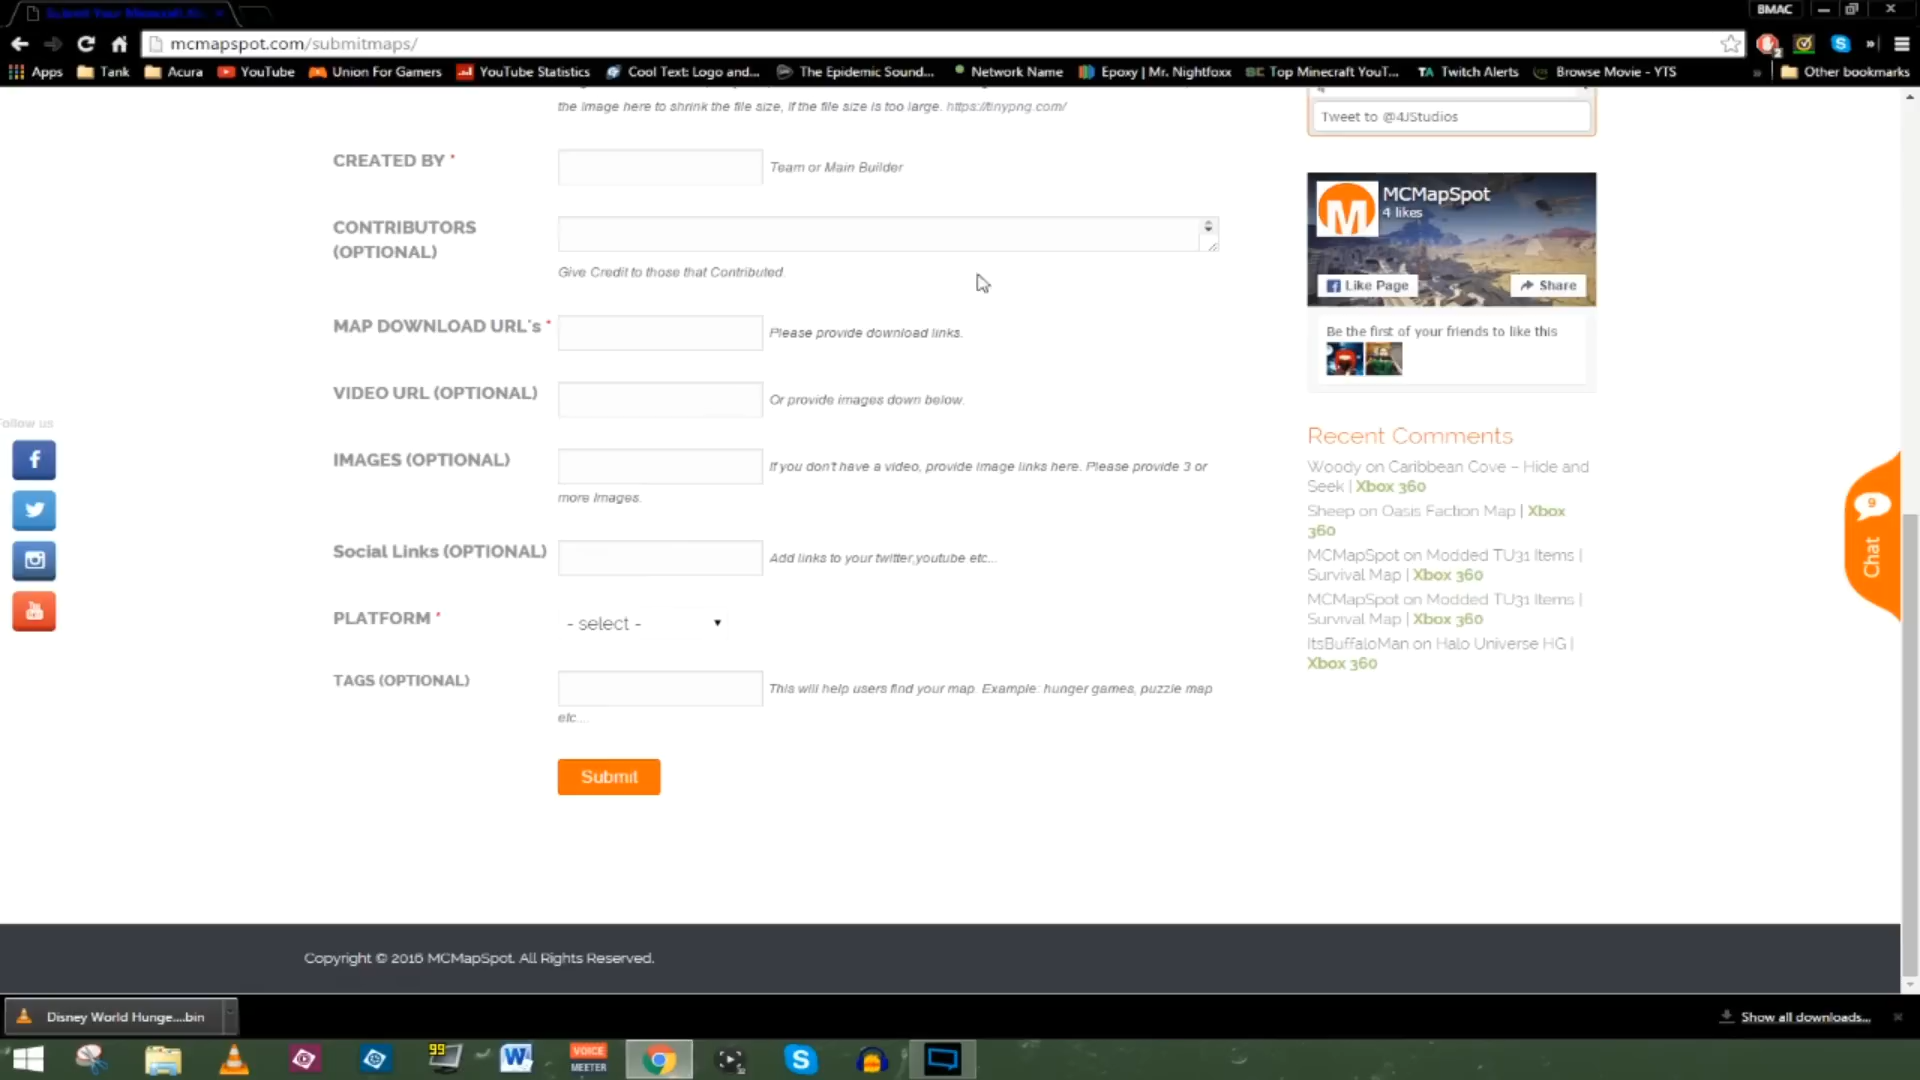 BMAC
mcmapspot.com/submitmaps/
2
»
Apps
Tank
Acura
YouTube
Union For Gamers
YouTube Statistics
Cool Text: Logo and...
The Epidemic Sound...
Network Name
Epoxy | Mr. Nightfoxx
Top Minecraft YouT...
TA Twitch Alerts
Browse Movie - YTS
»
Other bookmarks
the image here to shrink the file size, if the file size is too large. https://tinypng.com/
CREATED BY *
Team or Main Builder
CONTRIBUTORS
(OPTIONAL)
Give Credit to those that Contributed.
MAP DOWNLOAD URL's *
Please provide download links.
VIDEO URL (OPTIONAL)
Or provide images down below.
IMAGES (OPTIONAL)
If you don't have a video, provide image links here. Please provide 3 or
more Images.
Social Links (OPTIONAL)
Add links to your twitter,youtube etc...
PLATFORM *
- select -
TAGS (OPTIONAL)
This will help users find your map. Example: hunger games, puzzle map
etc....
Submit
Follow us
Tweet to @4JStudios
M
MCMapSpot
4 likes
Like Page
Share
Be the first of your friends to like this
Recent Comments
Woody on Caribbean Cove – Hide and
Seek | Xbox 360
Sheep on Oasis Faction Map | Xbox
360
MCMapSpot on Modded TU31 Items |
Survival Map | Xbox 360
MCMapSpot on Modded TU31 Items |
Survival Map | Xbox 360
ItsBuffaloMan on Halo Universe HG |
Xbox 360
9
Chat
Copyright © 2016 MCMapSpot. All Rights Reserved.
Disney World Hunge....bin
Show all downloads...
99
VOICE
MEETER